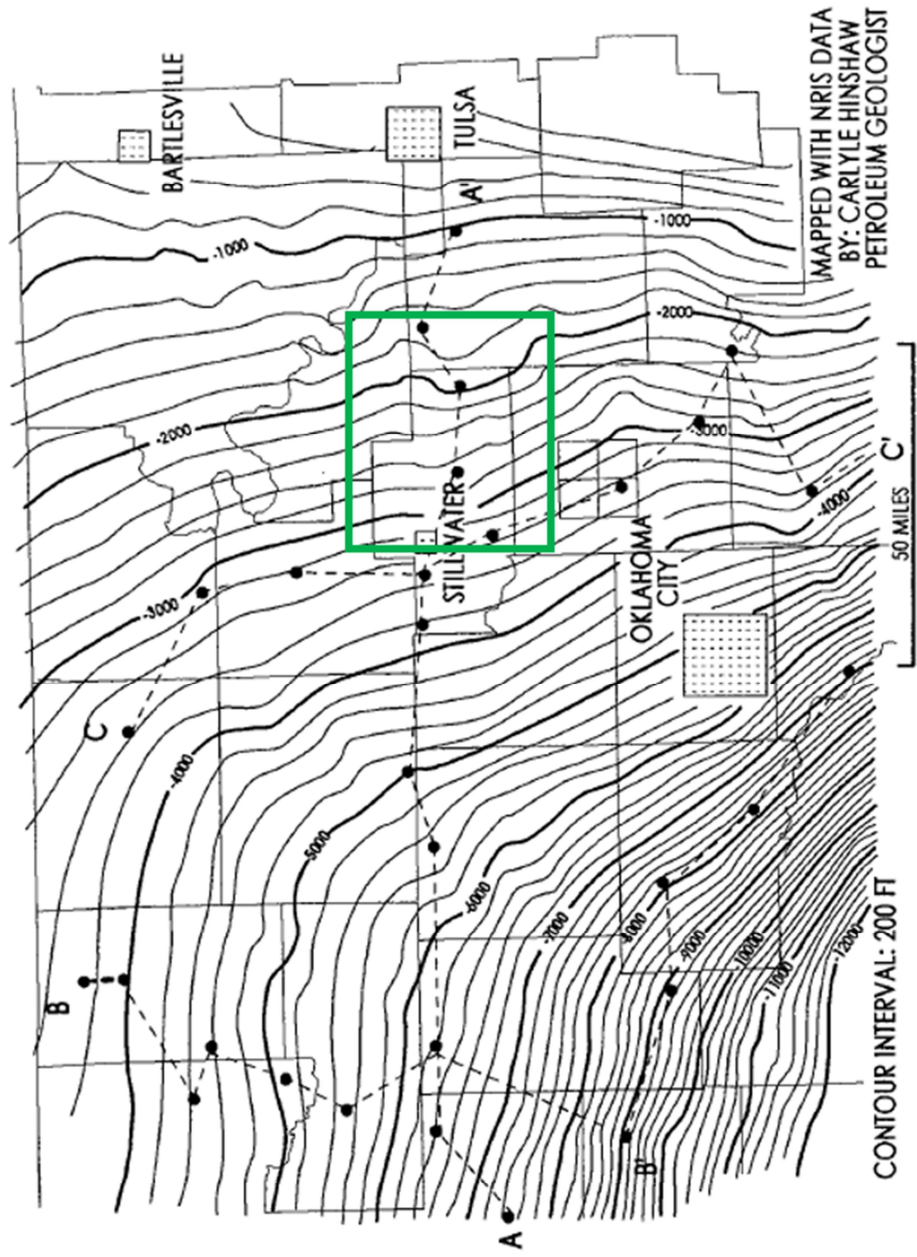 BARTLESVILLE
TULSA
A'
-1000
-1000
-2000
-2000
STILLWATER
-3000
-3000
-4000
C'
OKLAHOMA
CITY
C
-4000
5000
-6000
-7000
-8000
-9000
10000
-11000
-12000
B
B'
A
MAPPED WITH NRIS DATA
BY: CARLYLE HINSHAW
PETROLEUM GEOLOGIST
50 MILES
CONTOUR INTERVAL: 200 FT